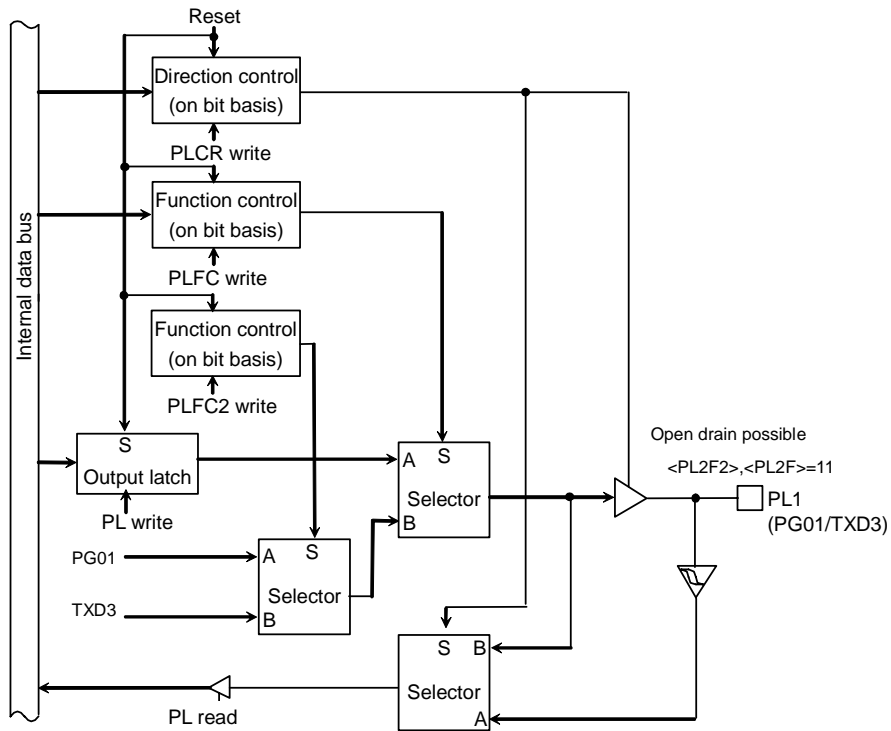 Reset
Direction control
(on bit basis)
PLCR write
Function control
(on bit basis)
PLFC write
Internal data bus
Function control
(on bit basis)
PLFC2 write
S
Output latch
PL write
A
S
Selector
B
Open drain possible
<PL2F2>,<PL2F>=11
PL1
(PG01/TXD3)
PG01
TXD3
A
S
Selector
B
S
B
Selector
A
PL read